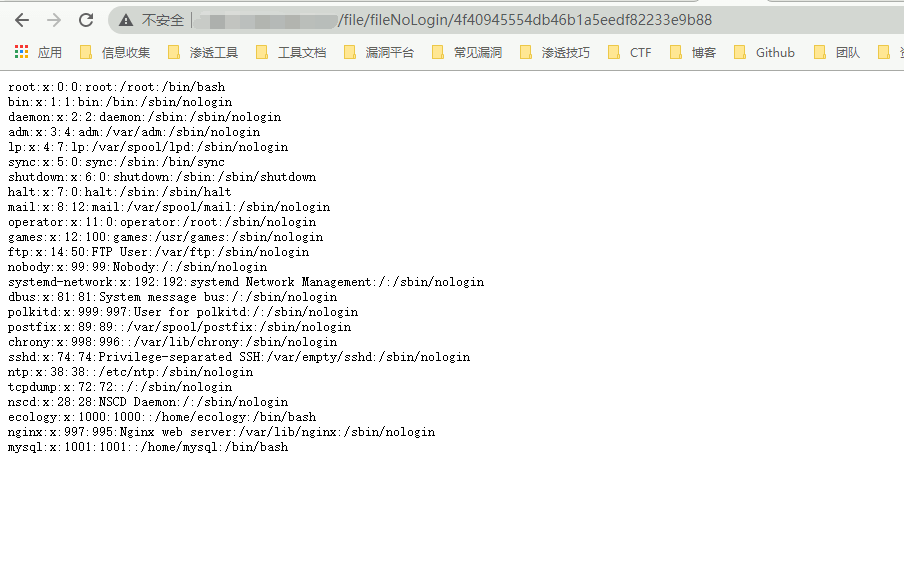 不安全 /file/fileNoLogin/4f40945554db46b1a5eedf82233e9b88
应用 信息收集 渗透工具 工具文档 漏洞平台 常见漏洞 渗透技巧 CTF 博客 Github 团队
root:x:0:0:root:/root:/bin/bash
bin:x:1:1:bin:/bin:/sbin/nologin
daemon:x:2:2:daemon:/sbin:/sbin/nologin
adm:x:3:4:adm:/var/adm:/sbin/nologin
lp:x:4:7:lp:/var/spool/lpd:/sbin/nologin
sync:x:5:0:sync:/sbin:/bin/sync
shutdown:x:6:0:shutdown:/sbin:/sbin/shutdown
halt:x:7:0:halt:/sbin:/sbin/halt
mail:x:8:12:mail:/var/spool/mail:/sbin/nologin
operator:x:11:0:operator:/root:/sbin/nologin
games:x:12:100:games:/usr/games:/sbin/nologin
ftp:x:14:50:FTP User:/var/ftp:/sbin/nologin
nobody:x:99:99:Nobody:/:/sbin/nologin
systemd-network:x:192:192:systemd Network Management:/:/sbin/nologin
dbus:x:81:81:System message bus:/:/sbin/nologin
polkitd:x:999:997:User for polkitd:/:/sbin/nologin
postfix:x:89:89::/var/spool/postfix:/sbin/nologin
chrony:x:998:996::/var/lib/chrony:/sbin/nologin
sshd:x:74:74:Privilege-separated SSH:/var/empty/sshd:/sbin/nologin
ntp:x:38:38::/etc/ntp:/sbin/nologin
tcpdump:x:72:72::/:/sbin/nologin
nscd:x:28:28:NSCD Daemon:/:/sbin/nologin
ecology:x:1000:1000::/home/ecology:/bin/bash
nginx:x:997:995:Nginx web server:/var/lib/nginx:/sbin/nologin
mysql:x:1001:1001::/home/mysql:/bin/bash